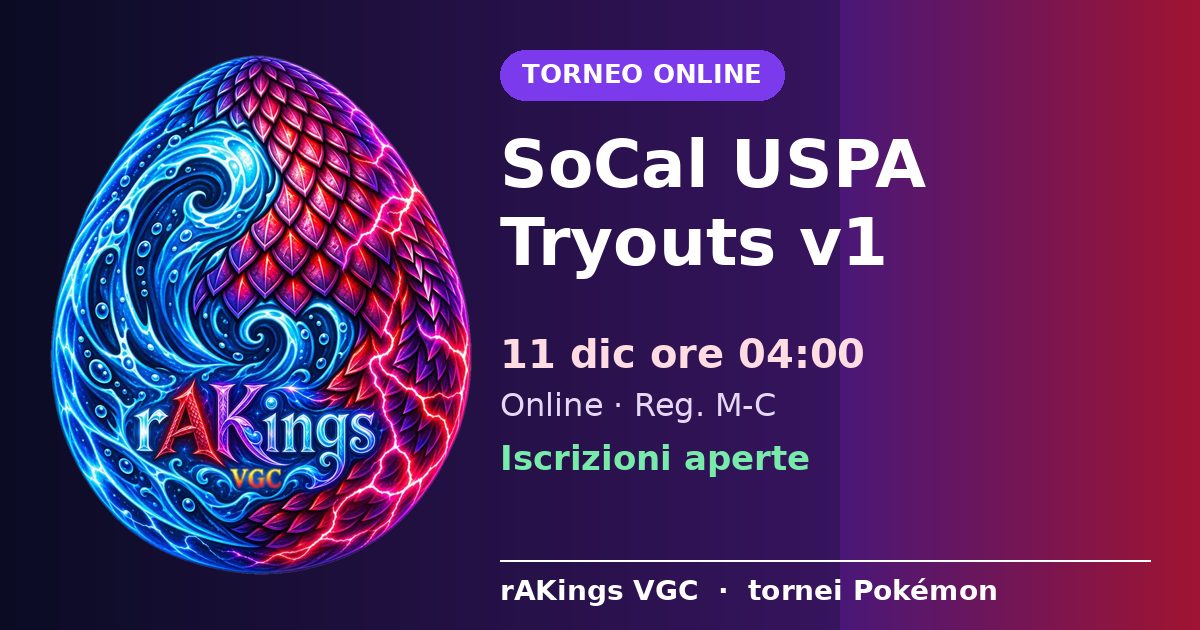 TORNEO ONLINE
SoCal USPA
Tryouts v1
11 dic ore 04:00
Online · Reg. M-C
Iscrizioni aperte
rAKings
VGC
rAKings VGC · tornei Pokémon